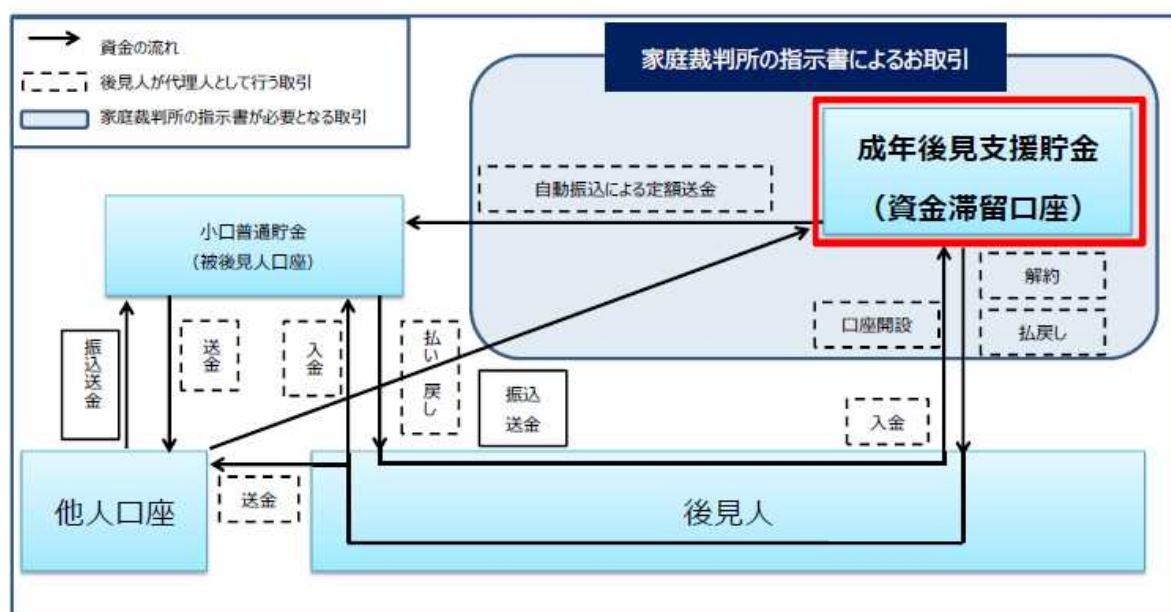 資金の流れ
後見人が代理人として行う取引
家庭裁判所の指示書が必要となる取引
家庭裁判所の指示書によるお取引
成年後見支援貯金
（資金滞留口座）
自動振込による定額送金
小口普通貯金
（被後見人口座）
解約
口座開設
払戻し
振込送金
送金
入金
払い戻し
振込
送金
入金
送金
他人口座
後見人